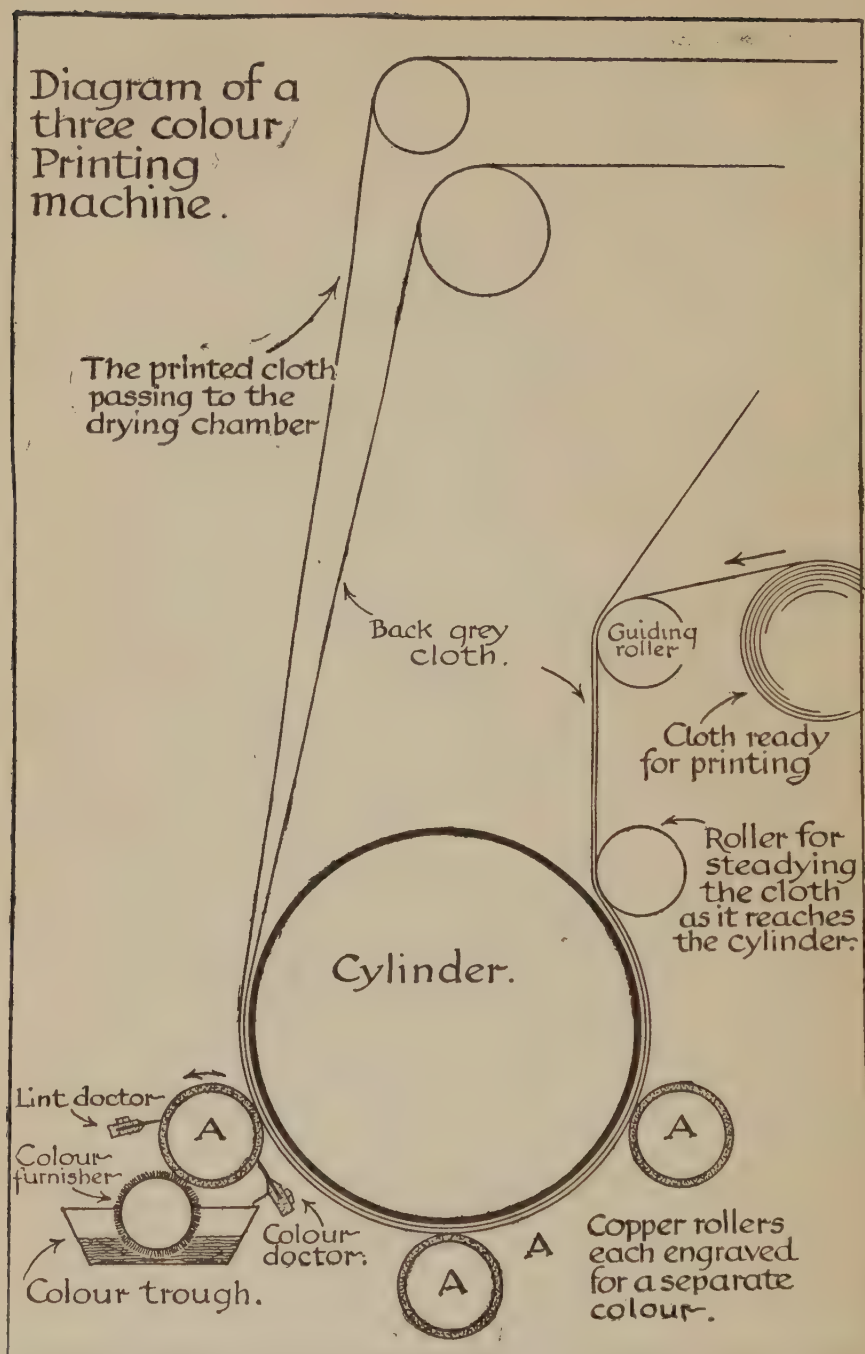 Diagram of a
three colour
Printing
machine.
The printed cloth
passing to the
drying chamber
Back grey
cloth.
Guiding
roller
Cloth ready
for printing
Roller for
steadying
the cloth
as it reaches
the cylinder.
Cylinder.
Lint doctor
A
A
Colour
furnisher
Colour
doctor.
Colour trough.
A
A
Copper rollers
each engraved
for a separate
colour.